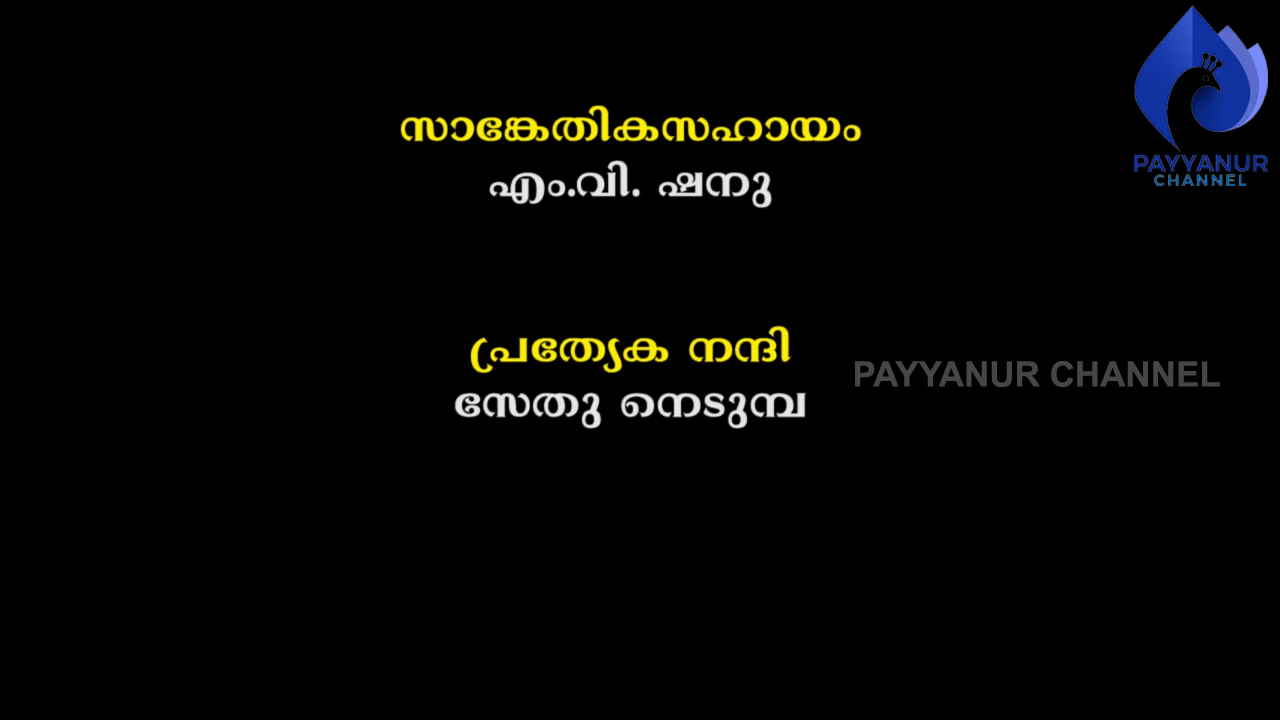 സാങ്കേതികസഹായം
എം.വി. ഷനു
പ്രത്യേക നന്ദി
സേതു നെടുമ്പ
PAYYANUR CHANNEL
PAYYANUR
CHANNEL